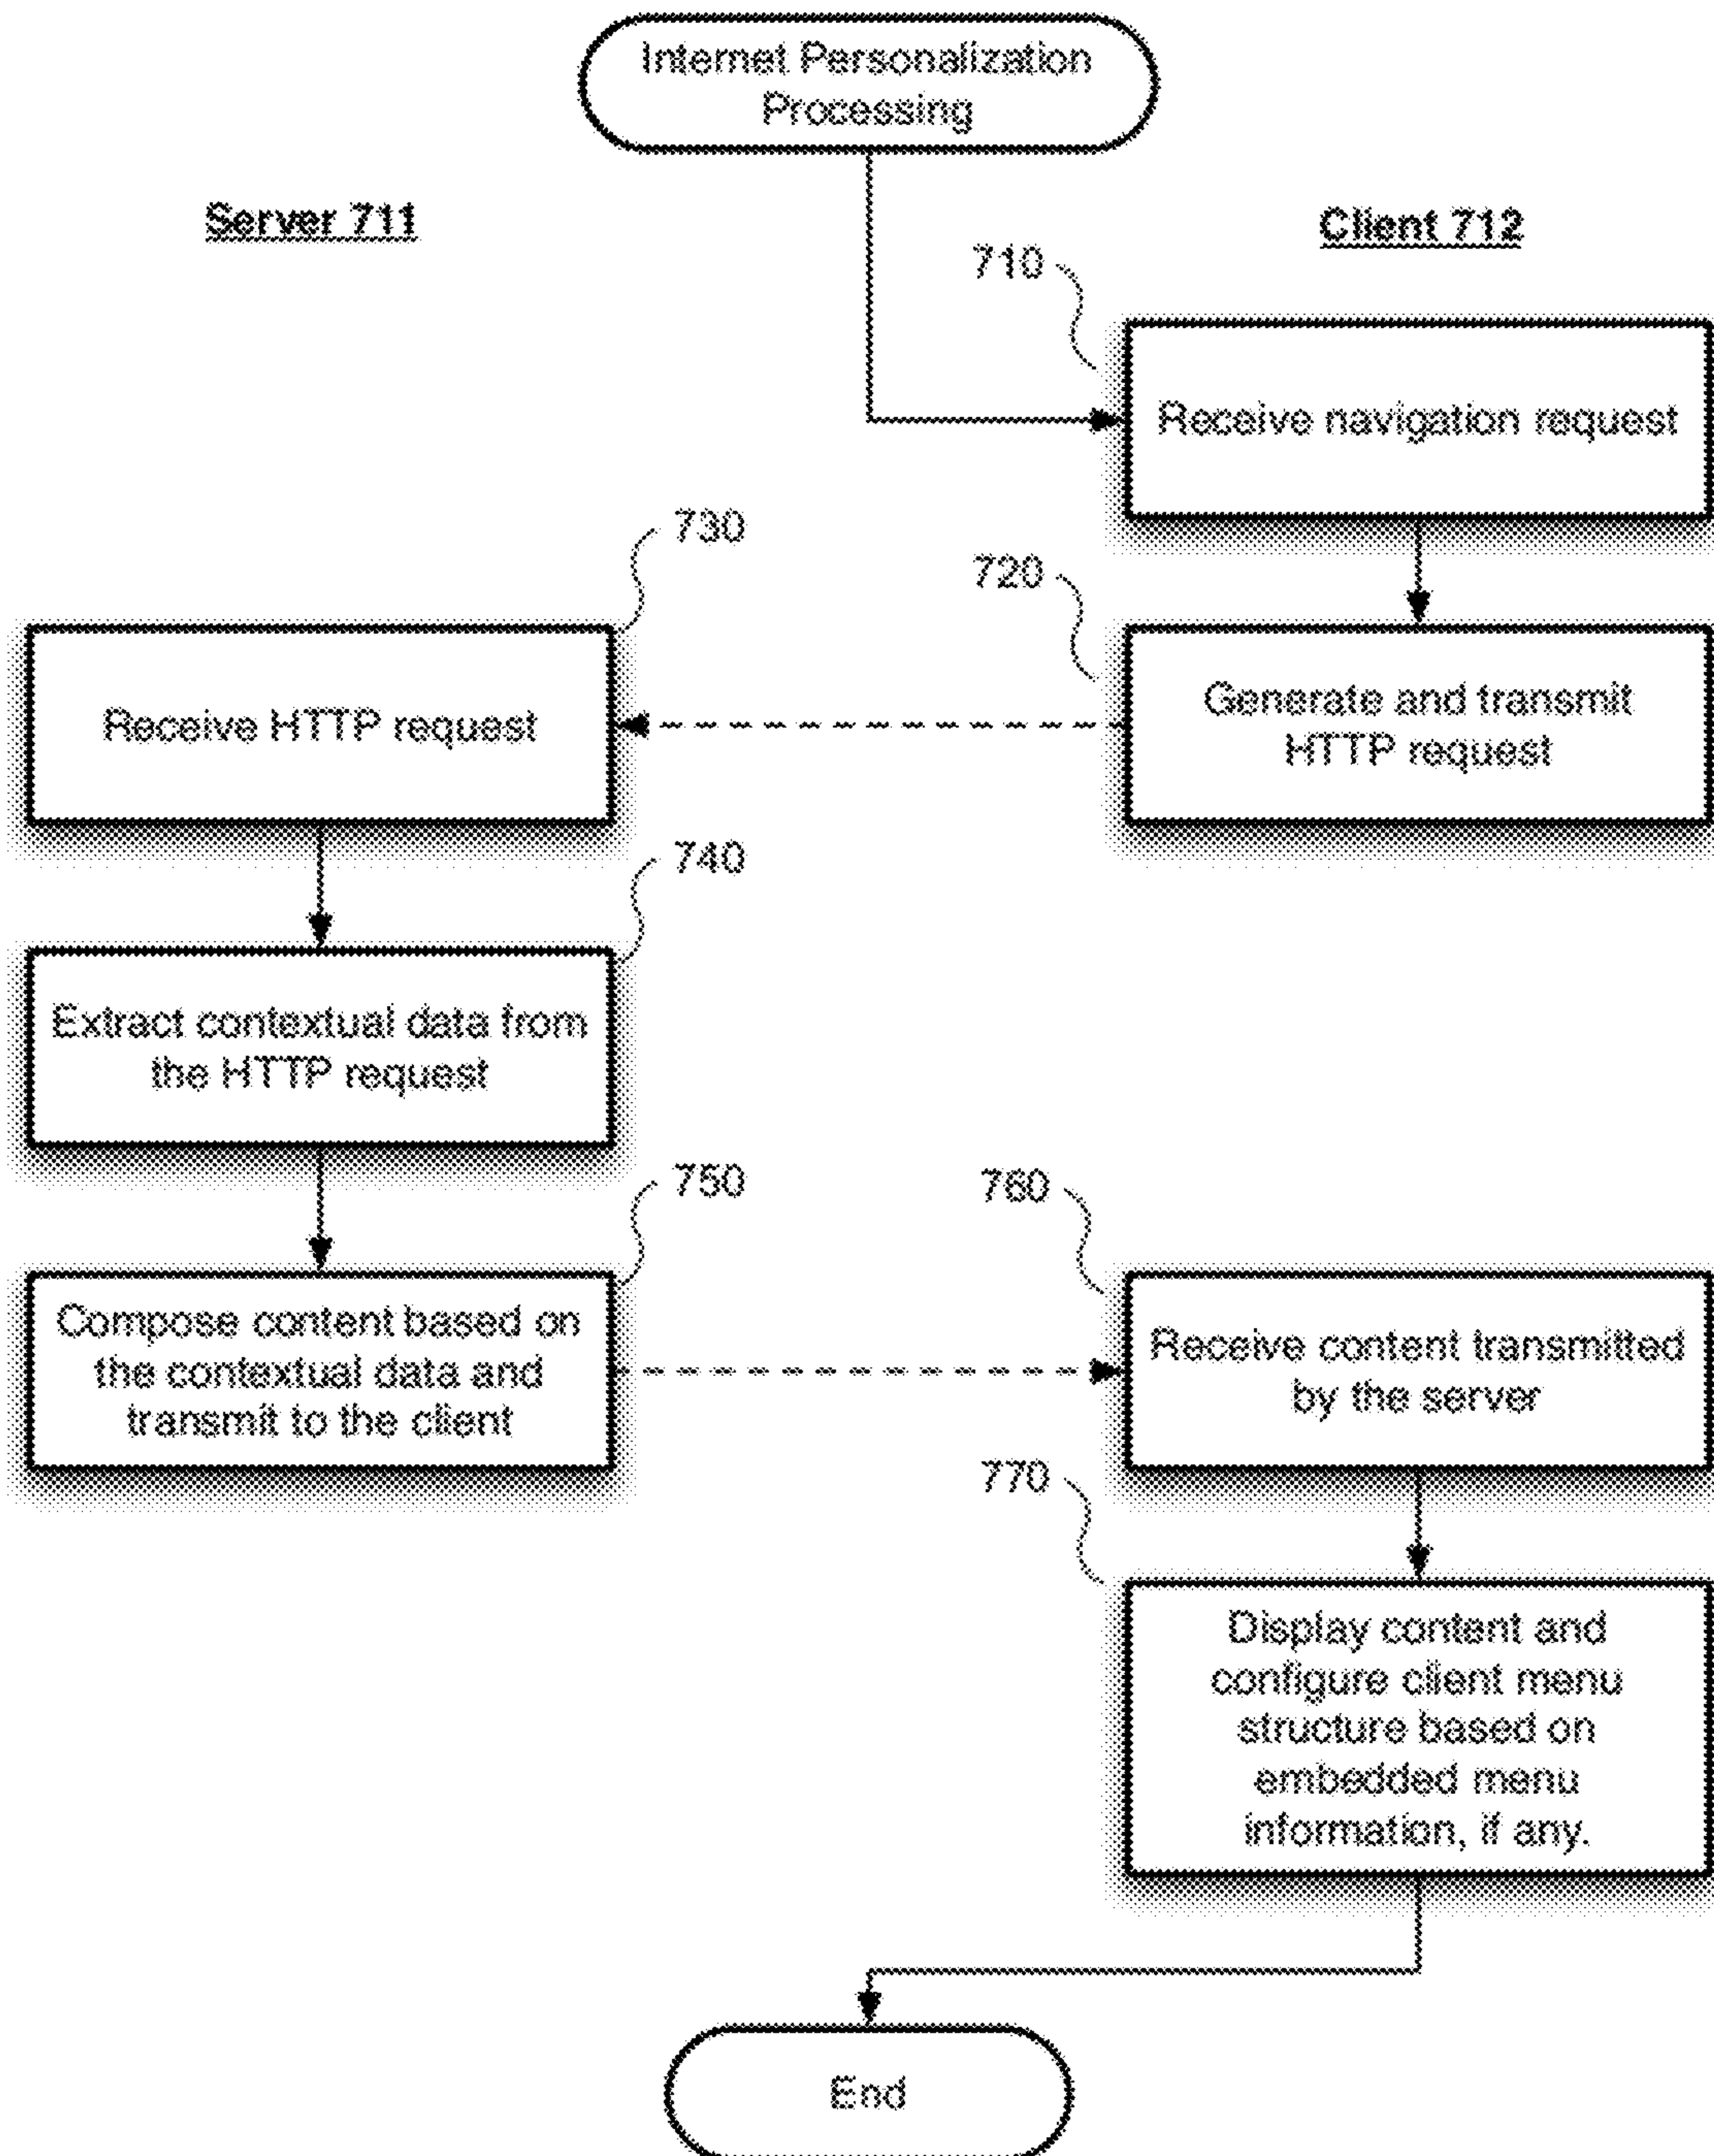 Internet Personalization
Processing
Server 711
Client 712
710
Receive navigation request
720
Generate and transmit
HTTP request
730
Receive HTTP request
740
Extract contextual data from
the HTTP request
750
Compose content based on
the contextual data and
transmit to the client
760
Receive content transmitted
by the server
770
Display content and
configure client menu
structure based on
embedded menu
information, if any.
End